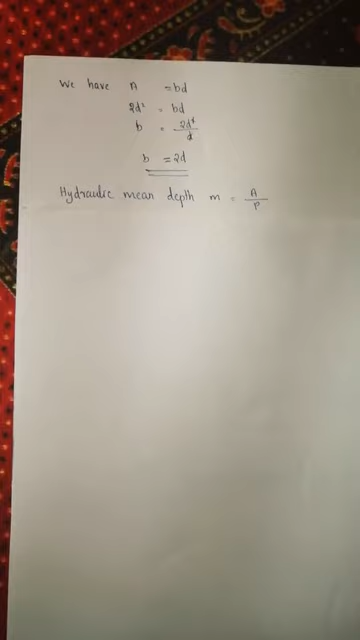 We have A = bd
2d² = bd
b = 2d²/d
b = 2d
Hydraulic mean depth m = A/P